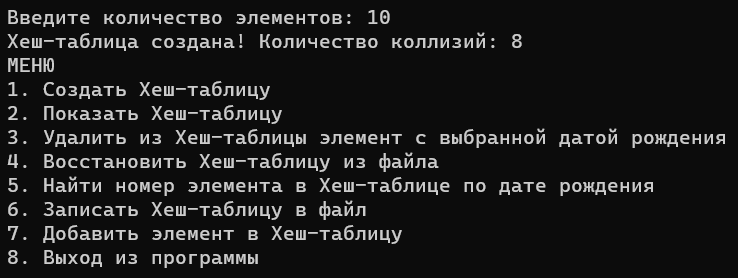 Введите количество элементов: 10
Хеш-таблица создана! Количество коллизий: 8
МЕНЮ
1. Создать Хеш-таблицу
2. Показать Хеш-таблицу
3. Удалить из Хеш-таблицы элемент с выбранной датой рождения
4. Восстановить Хеш-таблицу из файла
5. Найти номер элемента в Хеш-таблице по дате рождения
6. Записать Хеш-таблицу в файл
7. Добавить элемент в Хеш-таблицу
8. Выход из программы